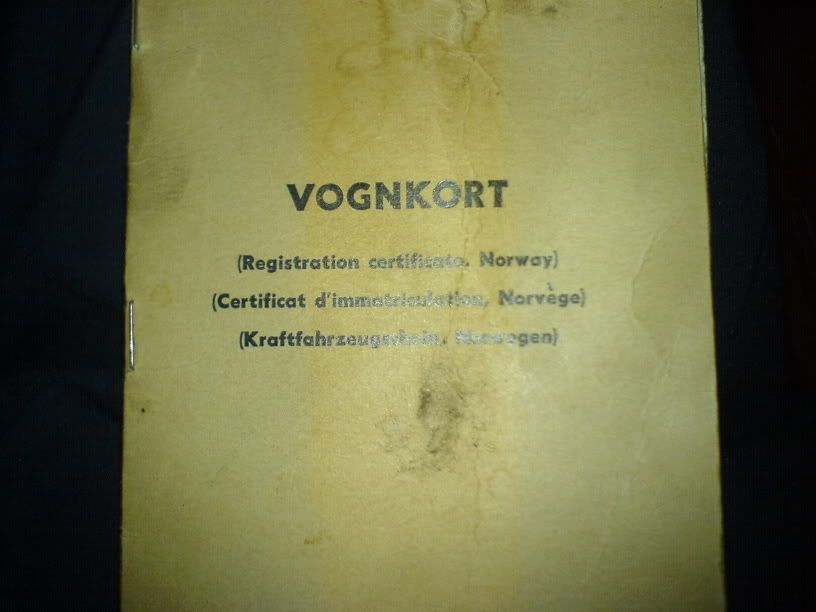 VOGNKORT
(Registration certificate, Norway)
(Certificat d'immatriculation, Norvège)
(Kraftfahrzeugschein, Norwegen)